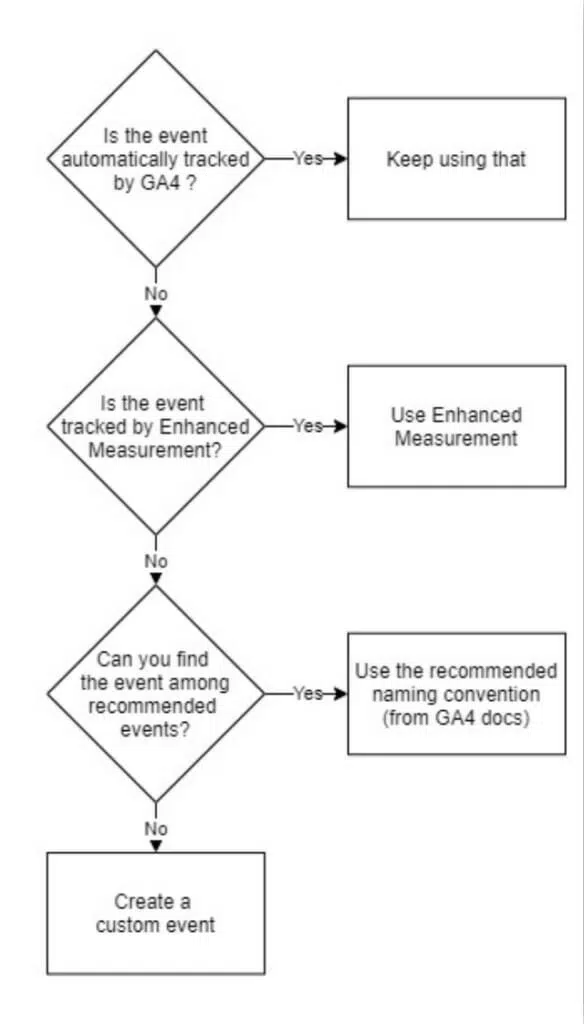 Is the event
automatically tracked
by GA4 ?
Yes
Keep using that
No
Is the event
tracked by Enhanced
Measurement?
Yes
Use Enhanced
Measurement
No
Can you find
the event among
recommended
events?
Yes
Use the recommended
naming convention
(from GA4 docs)
No
Create a
custom event